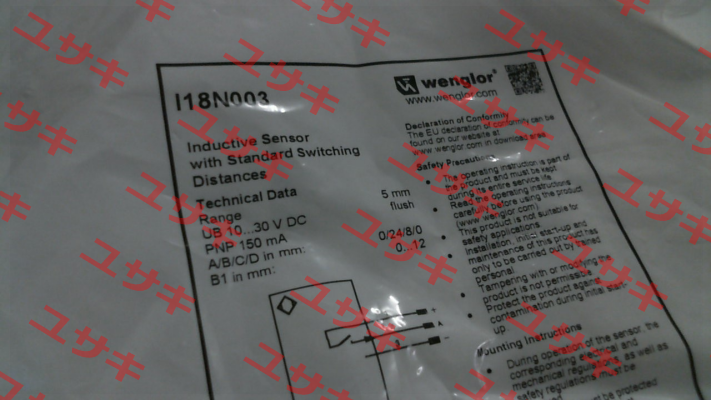 I18N003
Inductive Sensor
with Standard Switching
Distances
Technical Data
Range 5 mm
flush
UB 10...30 V DC
PNP 150 mA
A/B/C/D in mm: 0/24/8/0
B1 in mm: 0...12
wenglor®
www.wenglor.com
Declaration of Conformity
The EU declaration of conformity can be
found on our website at
www.wenglor.com in download area
Safety Precautions
• The operating instruction is part of
the product and must be kept
during its entire service life
• Read the operating instructions
carefully before using the product
(www.wenglor.com)
• This product is not suitable for
safety applications
• Installation, start-up and
maintenance of this product has
only to be carried out by trained
personal
• Tampering with or modifying the
product is not permissible
• Protect the product against
contamination during initial start-
up
Mounting Instructions
• During operation of the sensor, the
corresponding electrical and
mechanical regulations, as well as
safety regulations must be
must be protected
+
A
−
ユサキ